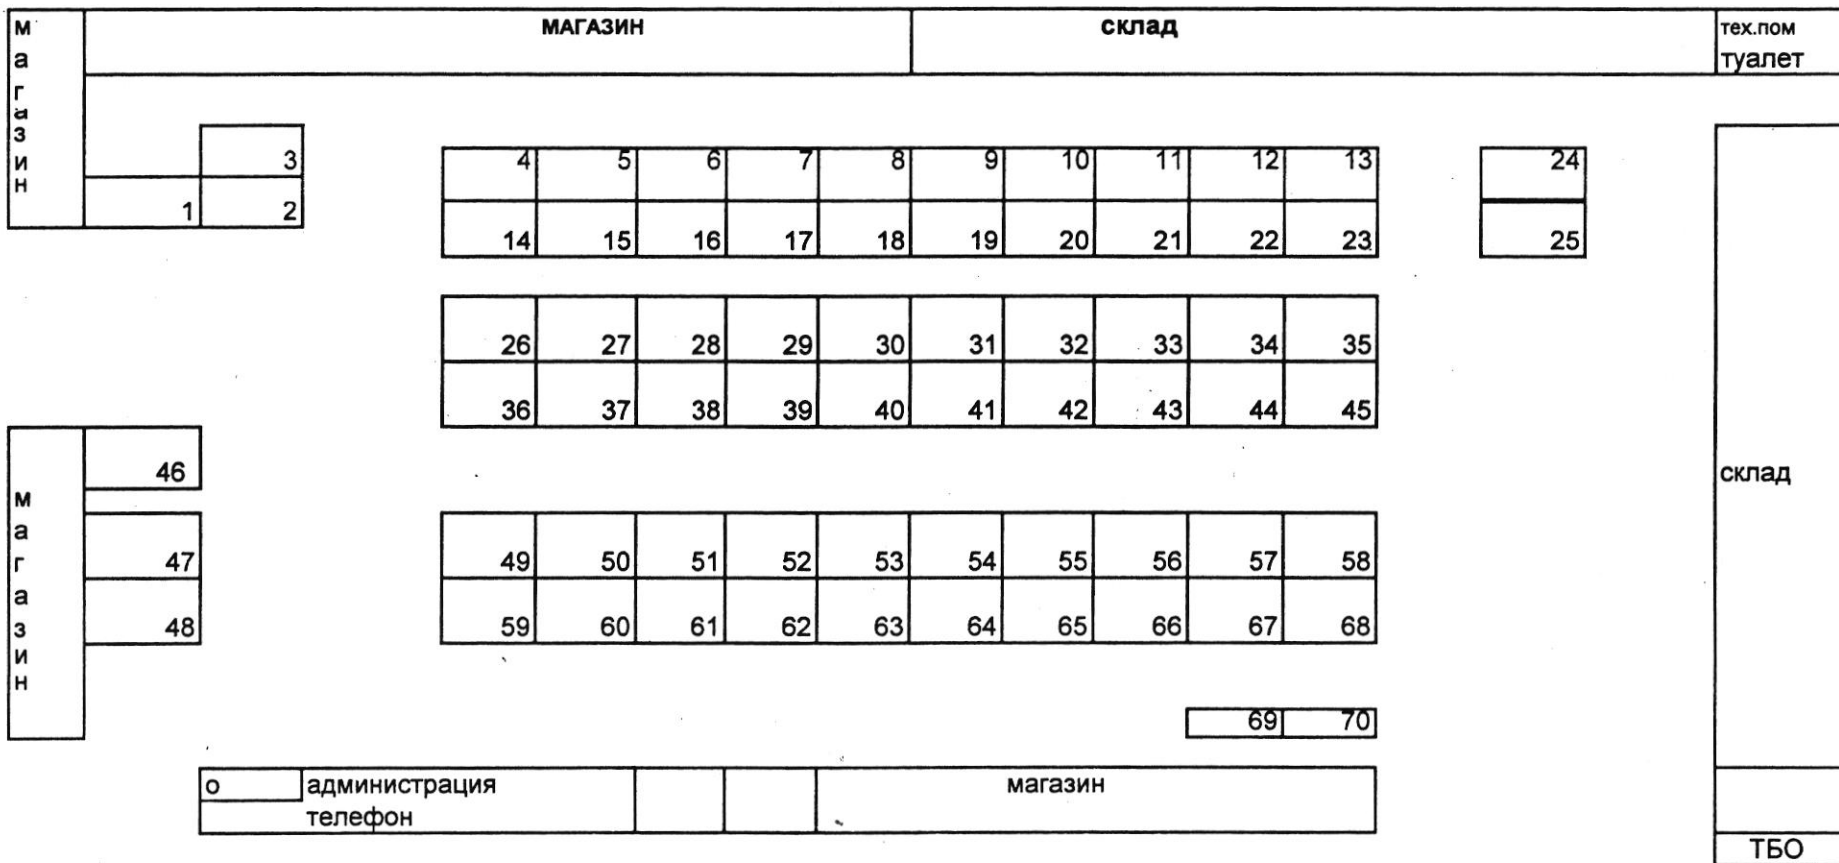 магазин
МАГАЗИН
склад
тех.пом
туалет
3
1 2
4 5 6 7 8 9 10 11 12 13
14 15 16 17 18 19 20 21 22 23
24
25
26 27 28 29 30 31 32 33 34 35
36 37 38 39 40 41 42 43 44 45
46
магазин
47
48
49 50 51 52 53 54 55 56 57 58
59 60 61 62 63 64 65 66 67 68
склад
69 70
о
администрация
телефон
магазин
ТБО